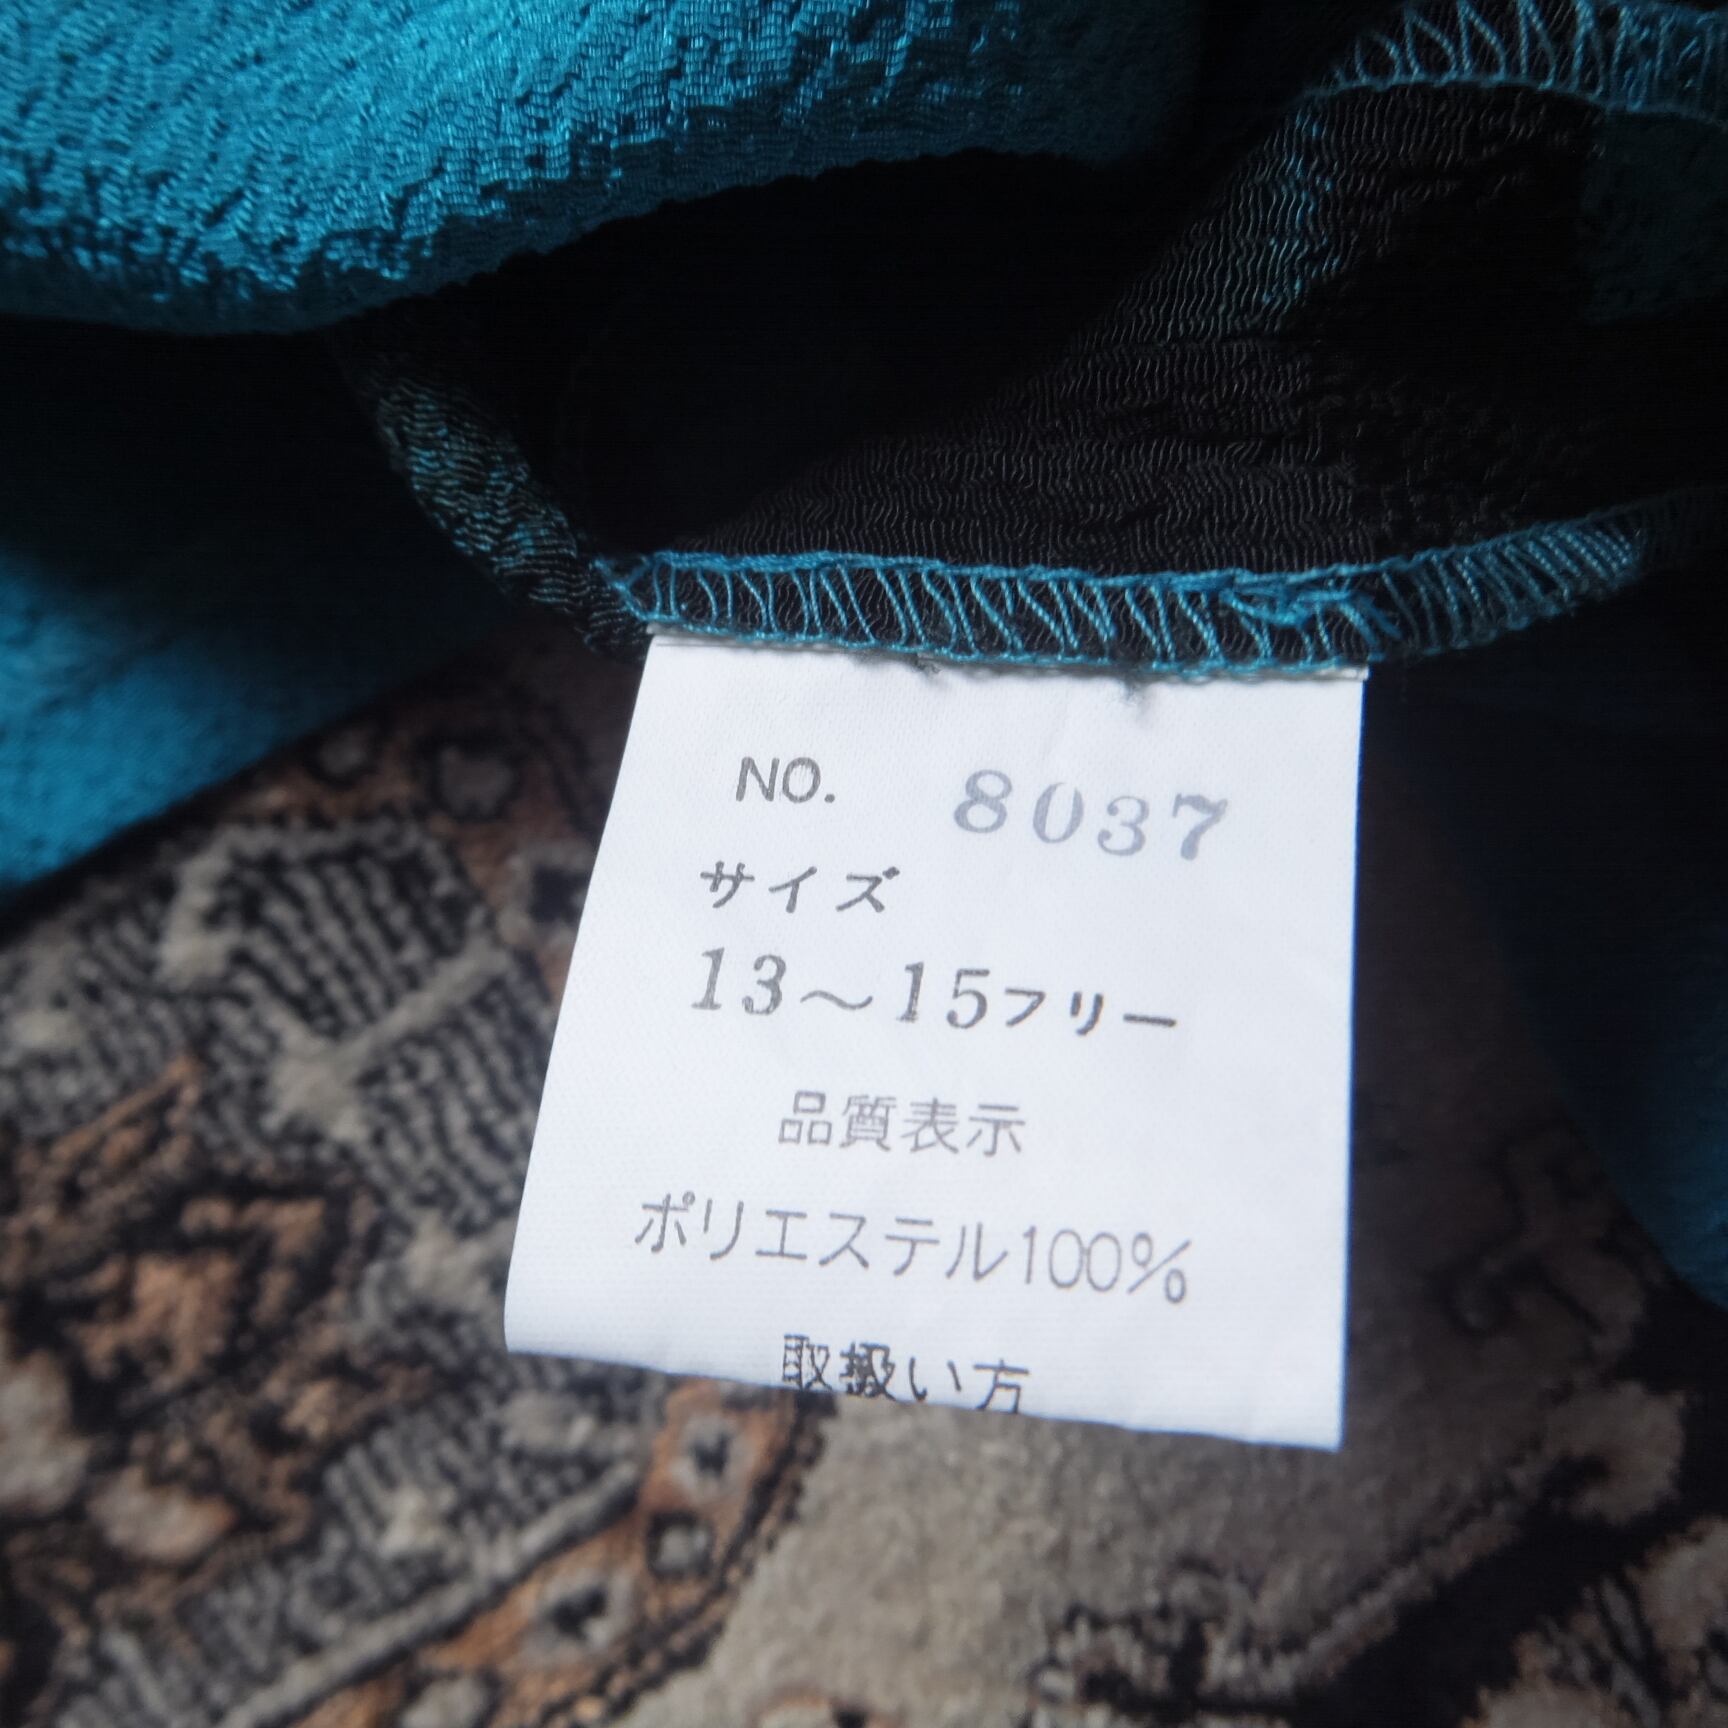 NO. 8037
サイズ
13～15フリー
品質表示
ポリエステル100%
取扱い方